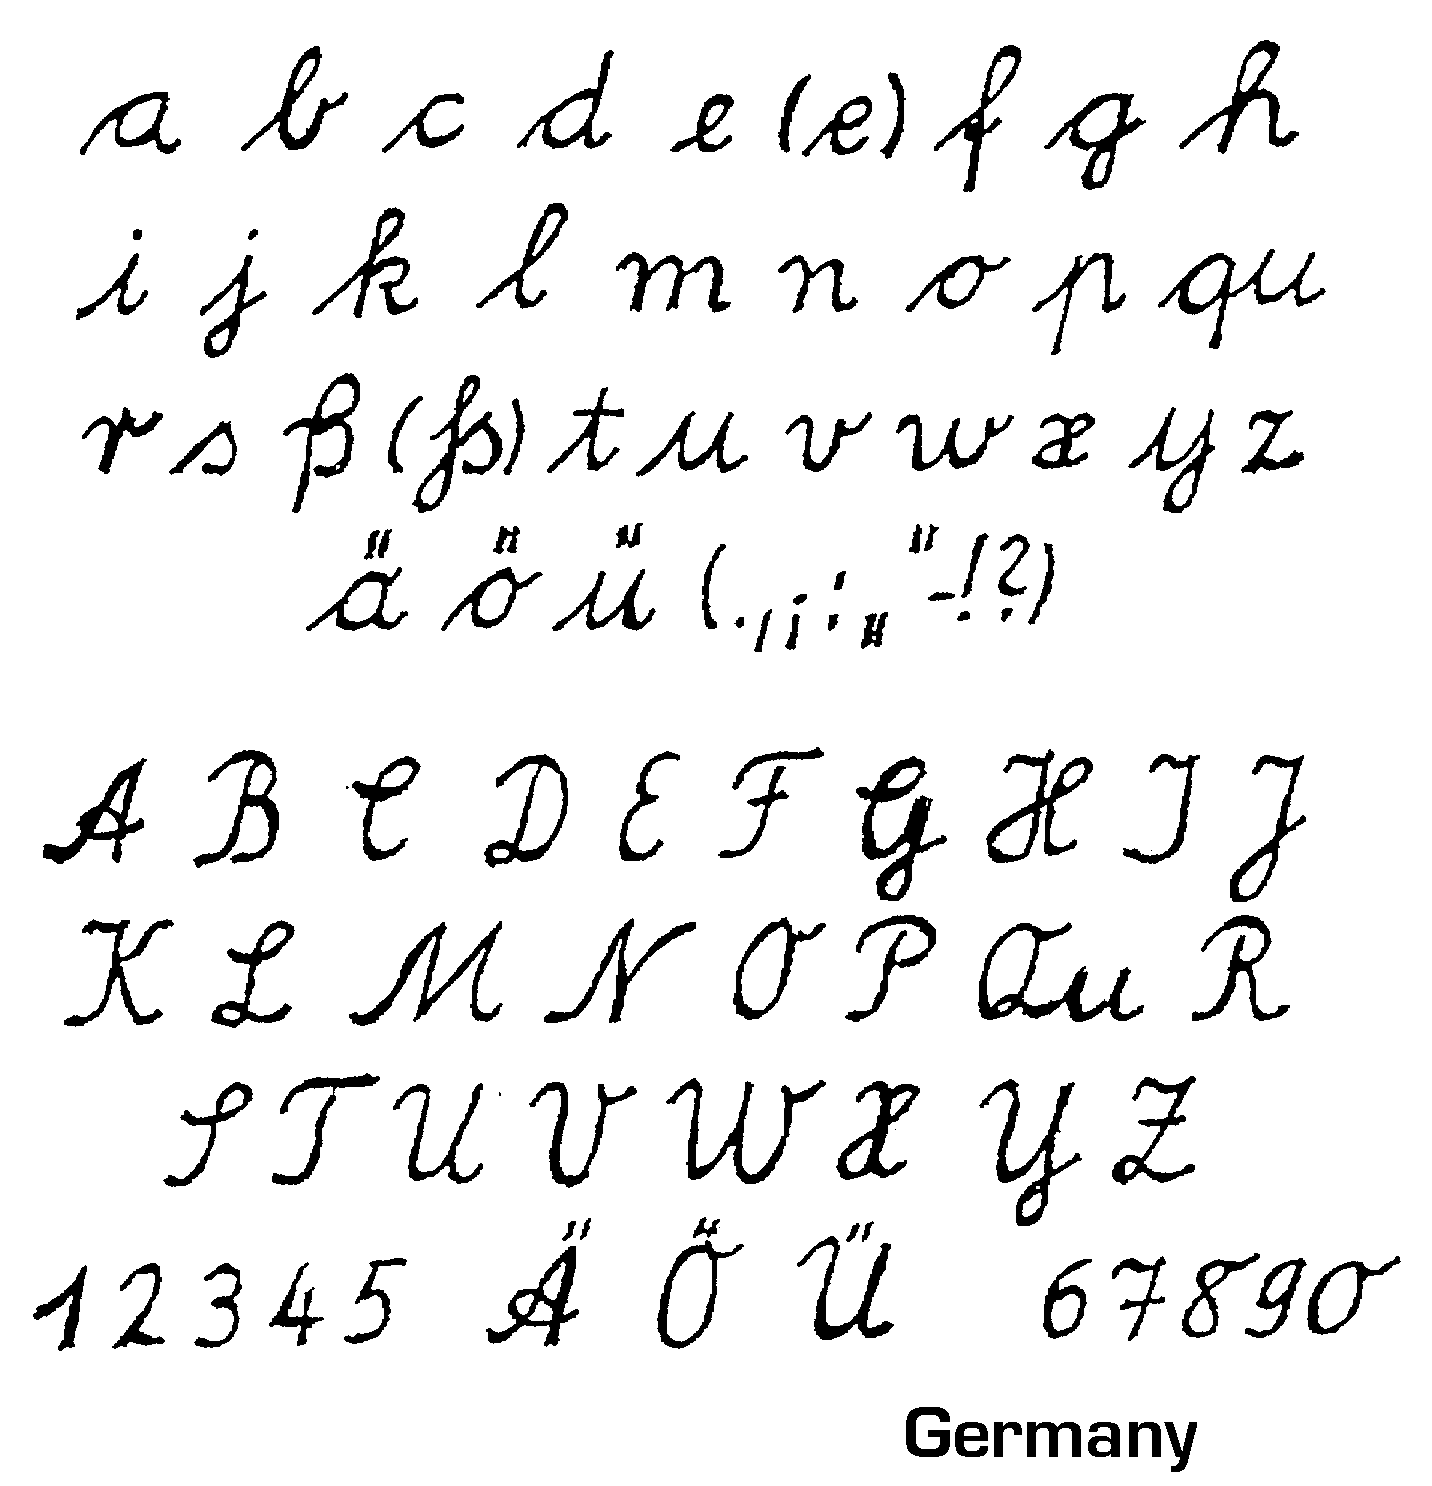 a b c d e (e) f g h
i j k l m n o p qu
r s ß (ß) t u v w x y z
ä ö ü (. , ; : „ " - ! ?)
A B C D E F G H I J
K L M N O P Qu R
S T U V W X Y Z
1 2 3 4 5 Ä Ö Ü 6 7 8 9 0
Germany